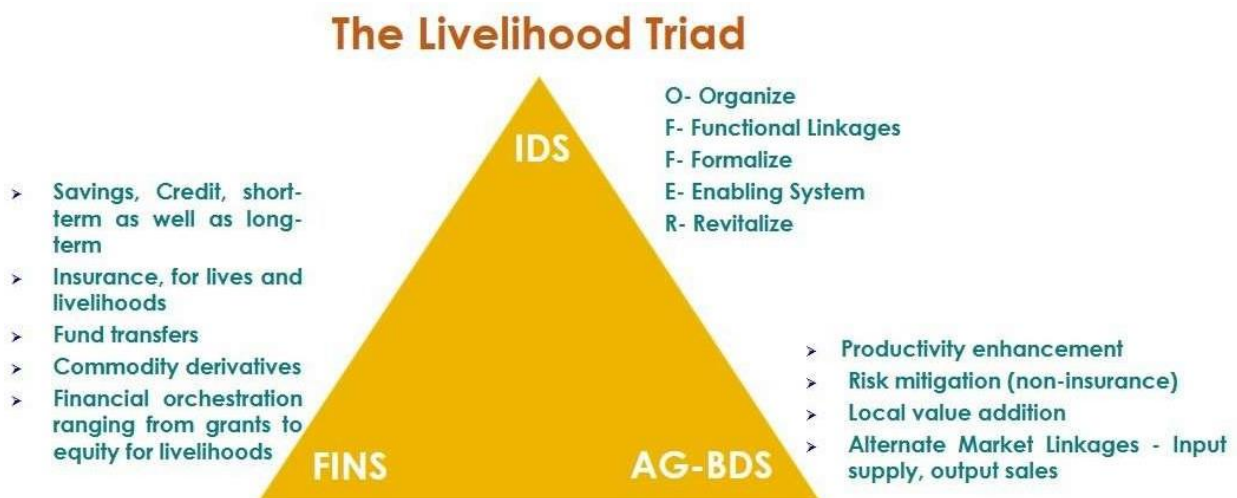 The Livelihood Triad
IDS
O- Organize
F- Functional Linkages
F- Formalize
E- Enabling System
R- Revitalize
➢ Savings, Credit, short-
term as well as long-
term
➢ Insurance, for lives and
livelihoods
➢ Fund transfers
➢ Commodity derivatives
➢ Financial orchestration
ranging from grants to
equity for livelihoods
FINS
AG-BDS
➢ Productivity enhancement
➢ Risk mitigation (non-insurance)
➢ Local value addition
➢ Alternate Market Linkages - Input
supply, output sales